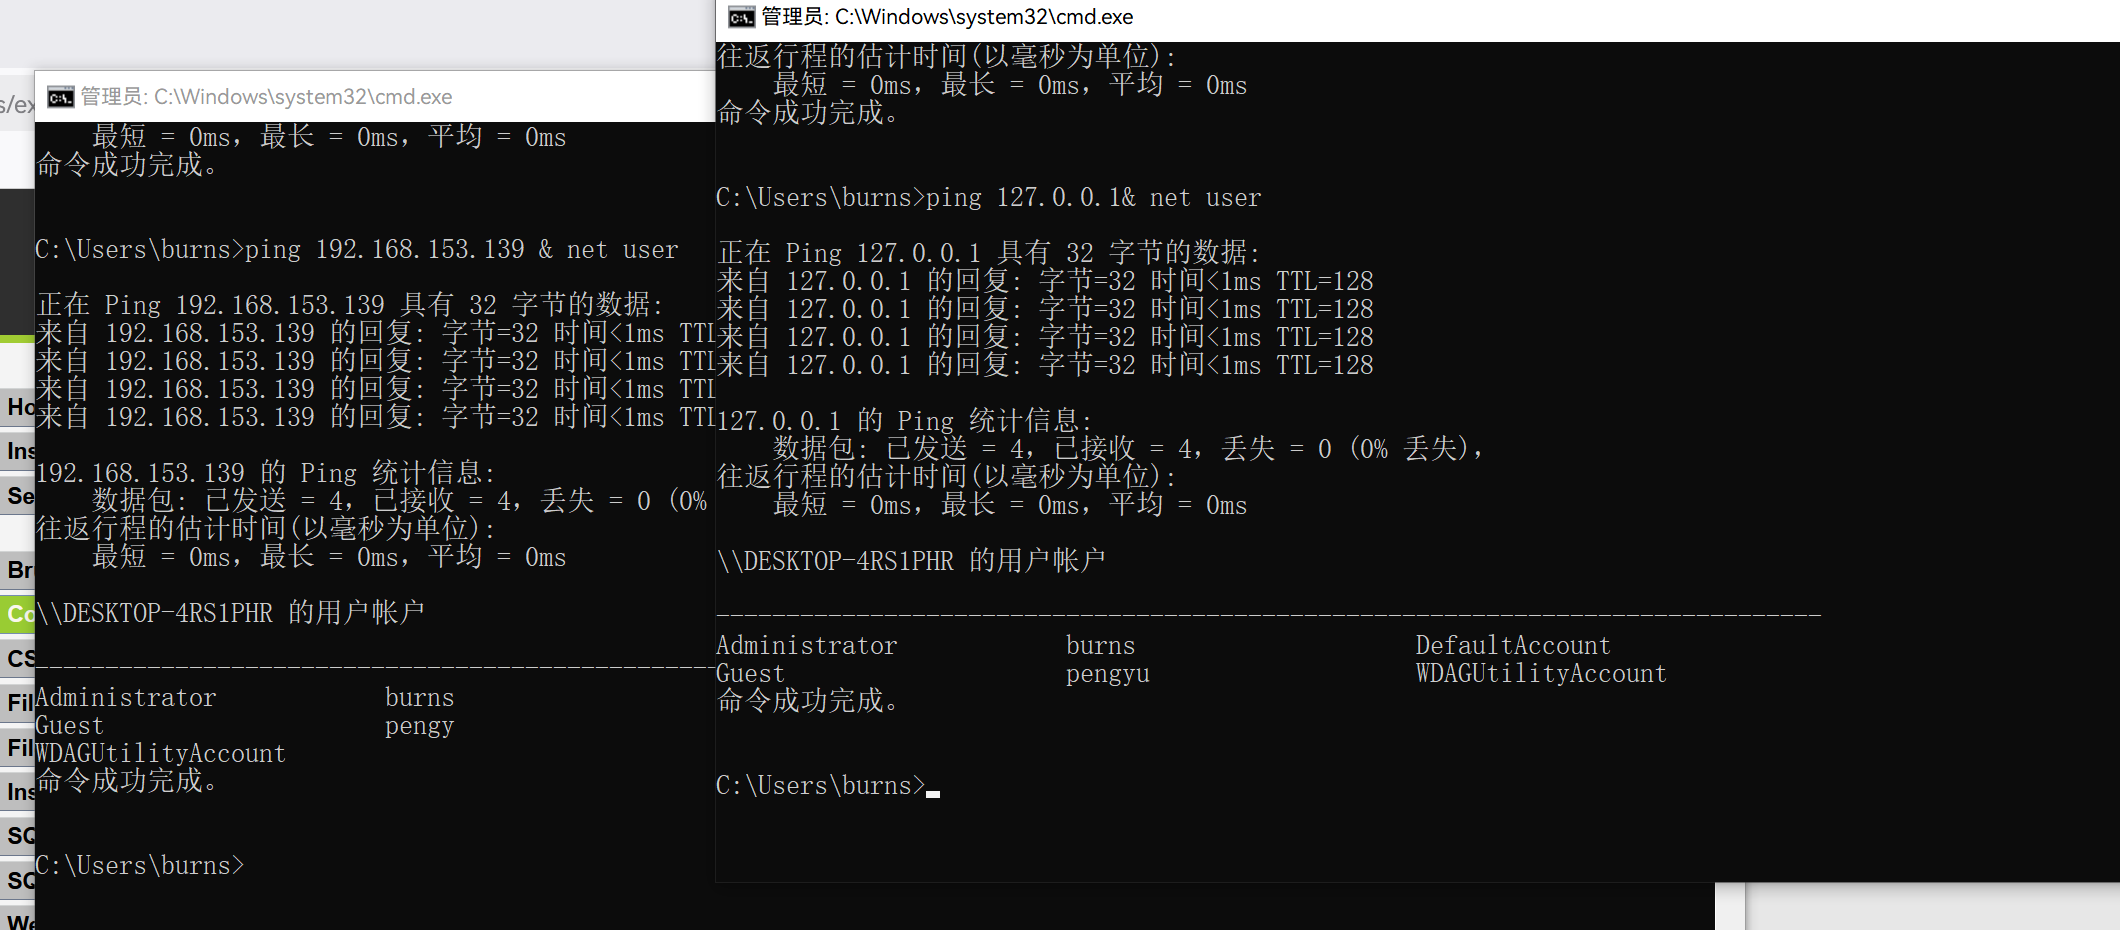 s/ex
Ho
Ins
Se
Br
Co
CS
Fil
Fil
Ins
SQ
SQ
We
管理员: C:\Windows\system32\cmd.exe
最短 = 0ms，最长 = 0ms，平均 = 0ms
命令成功完成。
C:\Users\burns>ping 192.168.153.139 & net user
正在 Ping 192.168.153.139 具有 32 字节的数据:
来自 192.168.153.139 的回复: 字节=32 时间<1ms TTL
来自 192.168.153.139 的回复: 字节=32 时间<1ms TTL
来自 192.168.153.139 的回复: 字节=32 时间<1ms TTL
来自 192.168.153.139 的回复: 字节=32 时间<1ms TTL
192.168.153.139 的 Ping 统计信息:
数据包: 已发送 = 4，已接收 = 4，丢失 = 0 (0%
往返行程的估计时间(以毫秒为单位):
最短 = 0ms，最长 = 0ms，平均 = 0ms
\\DESKTOP-4RS1PHR 的用户帐户
-------------------------------------------------
Administrator burns
Guest pengy
WDAGUtilityAccount
命令成功完成。
C:\Users\burns>
管理员: C:\Windows\system32\cmd.exe
往返行程的估计时间(以毫秒为单位):
最短 = 0ms，最长 = 0ms，平均 = 0ms
命令成功完成。
C:\Users\burns>ping 127.0.0.1& net user
正在 Ping 127.0.0.1 具有 32 字节的数据:
来自 127.0.0.1 的回复: 字节=32 时间<1ms TTL=128
来自 127.0.0.1 的回复: 字节=32 时间<1ms TTL=128
来自 127.0.0.1 的回复: 字节=32 时间<1ms TTL=128
来自 127.0.0.1 的回复: 字节=32 时间<1ms TTL=128
127.0.0.1 的 Ping 统计信息:
数据包: 已发送 = 4，已接收 = 4，丢失 = 0 (0% 丢失)，
往返行程的估计时间(以毫秒为单位):
最短 = 0ms，最长 = 0ms，平均 = 0ms
\\DESKTOP-4RS1PHR 的用户帐户
-------------------------------------------------------------------------------
Administrator burns DefaultAccount
Guest pengyu WDAGUtilityAccount
命令成功完成。
C:\Users\burns>